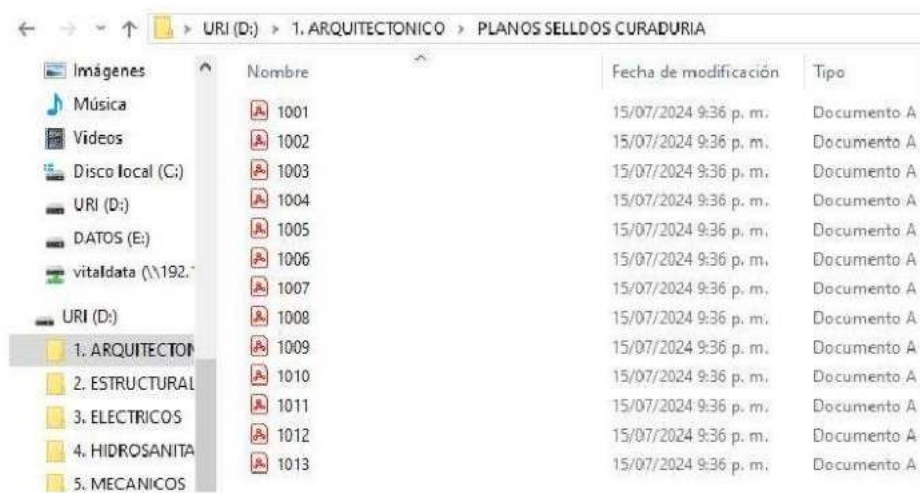 URI (D:) > 1. ARQUITECTONICO > PLANOS SELLDOS CURADURIA
Imágenes
Música
Videos
Disco local (C:)
URI (D:)
DATOS (E:)
vitaldata (\\192.1
URI (D:)
1. ARQUITECTON
2. ESTRUCTURAL
3. ELECTRICOS
4. HIDROSANITA
5. MECANICOS
Nombre Fecha de modificación Tipo
1001 15/07/2024 9:36 p. m. Documento A
1002 15/07/2024 9:36 p. m. Documento A
1003 15/07/2024 9:36 p. m. Documento A
1004 15/07/2024 9:36 p. m. Documento A
1005 15/07/2024 9:36 p. m. Documento A
1006 15/07/2024 9:36 p. m. Documento A
1007 15/07/2024 9:36 p. m. Documento A
1008 15/07/2024 9:36 p. m. Documento A
1009 15/07/2024 9:36 p. m. Documento A
1010 15/07/2024 9:36 p. m. Documento A
1011 15/07/2024 9:36 p. m. Documento A
1012 15/07/2024 9:36 p. m. Documento A
1013 15/07/2024 9:36 p. m. Documento A